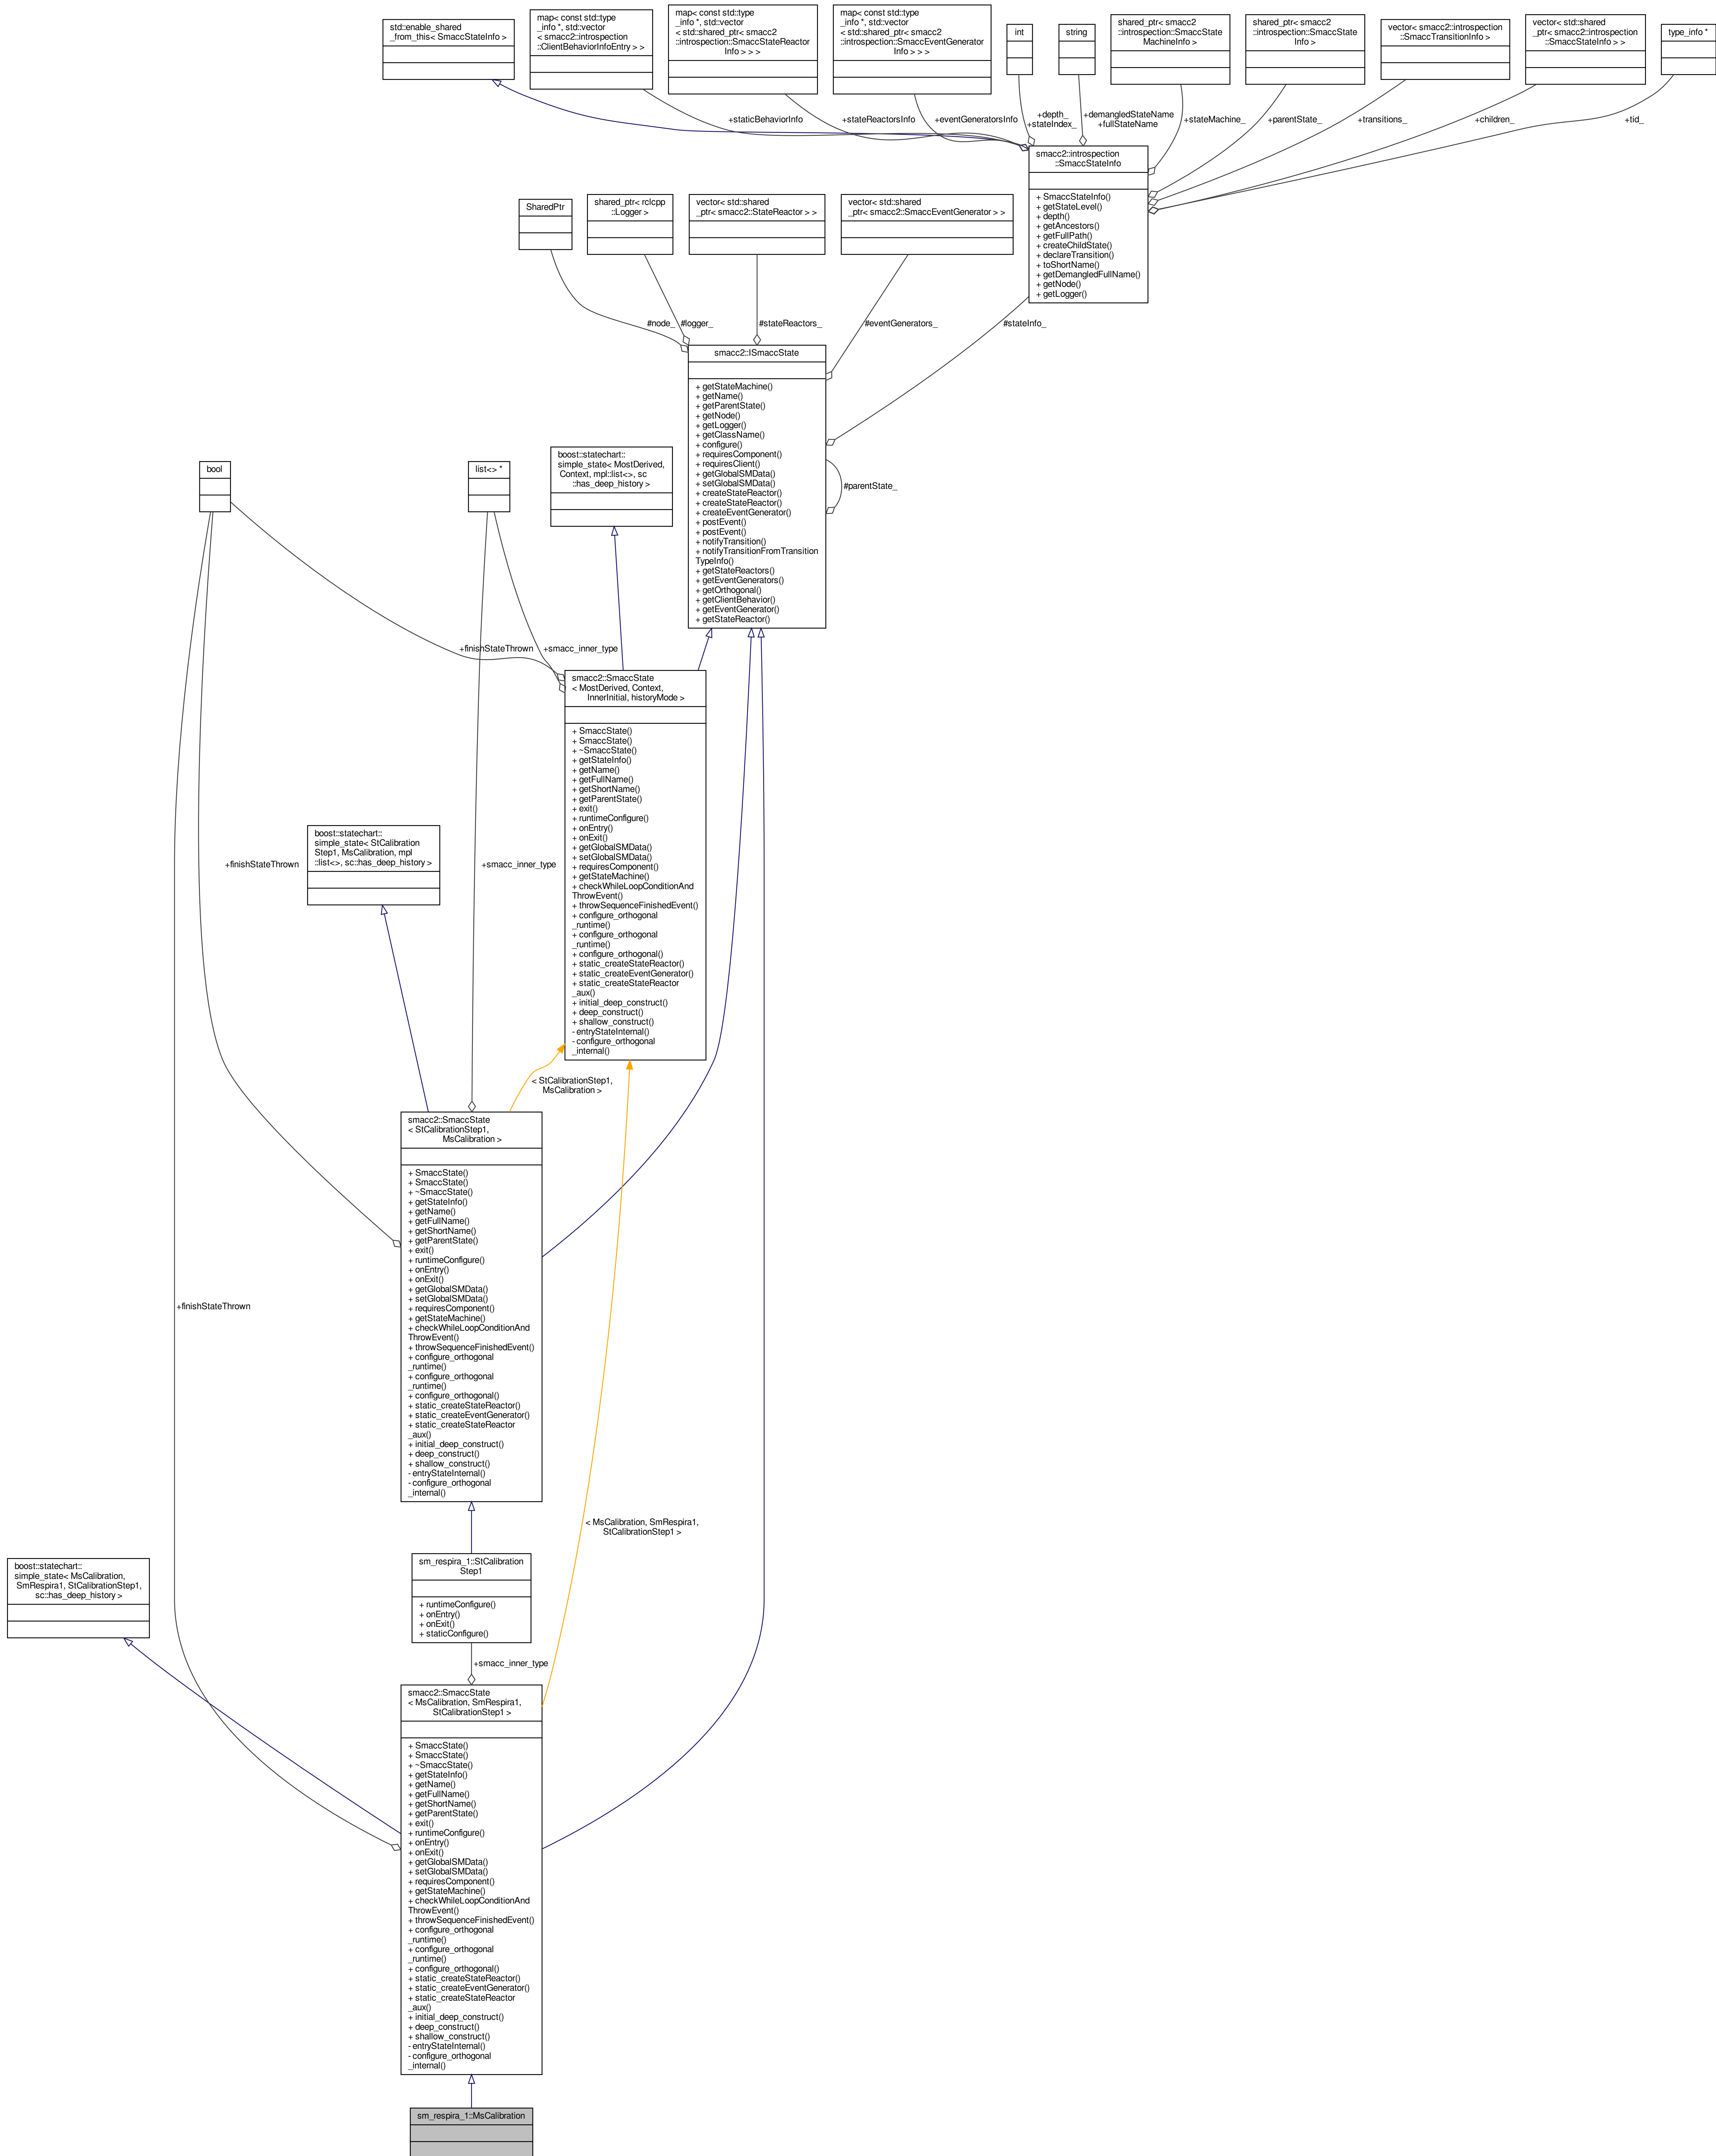 std::enable_shared
_from_this< SmaccStateInfo >
map< const std::type
_info *, std::vector
< smacc2::introspection
::ClientBehaviorInfoEntry > >
map< const std::type
_info *, std::vector
< std::shared_ptr< smacc2
::introspection::SmaccStateReactor
Info > > >
map< const std::type
_info *, std::vector
< std::shared_ptr< smacc2
::introspection::SmaccEventGenerator
Info > > >
int
string
shared_ptr< smacc2
::introspection::SmaccState
MachineInfo >
shared_ptr< smacc2
::introspection::SmaccState
Info >
vector< smacc2::introspection
::SmaccTransitionInfo >
vector< std::shared
_ptr< smacc2::introspection
::SmaccStateInfo > >
type_info *
+staticBehaviorInfo
+stateReactorsInfo
+eventGeneratorsInfo
+depth_
+stateIndex_
+demangledStateName
+fullStateName
+stateMachine_
+parentState_
+transitions_
+children_
+tid_
smacc2::introspection
::SmaccStateInfo
+ SmaccStateInfo()
+ getStateLevel()
+ depth()
+ getAncestors()
+ getFullPath()
+ createChildState()
+ declareTransition()
+ toShortName()
+ getDemangledFullName()
+ getNode()
+ getLogger()
SharedPtr
shared_ptr< rclcpp
::Logger >
vector< std::shared
_ptr< smacc2::StateReactor > >
vector< std::shared
_ptr< smacc2::SmaccEventGenerator > >
#node_
#logger_
#stateReactors_
#eventGenerators_
#stateInfo_
smacc2::ISmaccState
+ getStateMachine()
+ getName()
+ getParentState()
+ getNode()
+ getLogger()
+ getClassName()
+ configure()
+ requiresComponent()
+ requiresClient()
+ getGlobalSMData()
+ setGlobalSMData()
+ createStateReactor()
+ createStateReactor()
+ createEventGenerator()
+ postEvent()
+ postEvent()
+ notifyTransition()
+ notifyTransitionFromTransition
TypeInfo()
+ getStateReactors()
+ getEventGenerators()
+ getOrthogonal()
+ getClientBehavior()
+ getEventGenerator()
+ getStateReactor()
#parentState_
bool
list<> *
boost::statechart::
simple_state< MostDerived,
Context, mpl::list<>, sc
::has_deep_history >
+finishStateThrown
+smacc_inner_type
smacc2::SmaccState
< MostDerived, Context,
InnerInitial, historyMode >
+ SmaccState()
+ SmaccState()
+ ~SmaccState()
+ getStateInfo()
+ getName()
+ getFullName()
+ getShortName()
+ getParentState()
+ exit()
+ runtimeConfigure()
+ onEntry()
+ onExit()
+ getGlobalSMData()
+ setGlobalSMData()
+ requiresComponent()
+ getStateMachine()
+ checkWhileLoopConditionAnd
ThrowEvent()
+ throwSequenceFinishedEvent()
+ configure_orthogonal
_runtime()
+ configure_orthogonal
_runtime()
+ configure_orthogonal()
+ static_createStateReactor()
+ static_createEventGenerator()
+ static_createStateReactor
_aux()
+ initial_deep_construct()
+ deep_construct()
+ shallow_construct()
- entryStateInternal()
- configure_orthogonal
_internal()
boost::statechart::
simple_state< StCalibration
Step1, MsCalibration, mpl
::list<>, sc::has_deep_history >
+finishStateThrown
+smacc_inner_type
< StCalibrationStep1,
MsCalibration >
smacc2::SmaccState
< StCalibrationStep1,
MsCalibration >
+ SmaccState()
+ SmaccState()
+ ~SmaccState()
+ getStateInfo()
+ getName()
+ getFullName()
+ getShortName()
+ getParentState()
+ exit()
+ runtimeConfigure()
+ onEntry()
+ onExit()
+ getGlobalSMData()
+ setGlobalSMData()
+ requiresComponent()
+ getStateMachine()
+ checkWhileLoopConditionAnd
ThrowEvent()
+ throwSequenceFinishedEvent()
+ configure_orthogonal
_runtime()
+ configure_orthogonal
_runtime()
+ configure_orthogonal()
+ static_createStateReactor()
+ static_createEventGenerator()
+ static_createStateReactor
_aux()
+ initial_deep_construct()
+ deep_construct()
+ shallow_construct()
- entryStateInternal()
- configure_orthogonal
_internal()
+finishStateThrown
< MsCalibration, SmRespira1,
StCalibrationStep1 >
boost::statechart::
simple_state< MsCalibration,
SmRespira1, StCalibrationStep1,
sc::has_deep_history >
sm_respira_1::StCalibration
Step1
+ runtimeConfigure()
+ onEntry()
+ onExit()
+ staticConfigure()
+smacc_inner_type
smacc2::SmaccState
< MsCalibration, SmRespira1,
StCalibrationStep1 >
+ SmaccState()
+ SmaccState()
+ ~SmaccState()
+ getStateInfo()
+ getName()
+ getFullName()
+ getShortName()
+ getParentState()
+ exit()
+ runtimeConfigure()
+ onEntry()
+ onExit()
+ getGlobalSMData()
+ setGlobalSMData()
+ requiresComponent()
+ getStateMachine()
+ checkWhileLoopConditionAnd
ThrowEvent()
+ throwSequenceFinishedEvent()
+ configure_orthogonal
_runtime()
+ configure_orthogonal
_runtime()
+ configure_orthogonal()
+ static_createStateReactor()
+ static_createEventGenerator()
+ static_createStateReactor
_aux()
+ initial_deep_construct()
+ deep_construct()
+ shallow_construct()
- entryStateInternal()
- configure_orthogonal
_internal()
sm_respira_1::MsCalibration